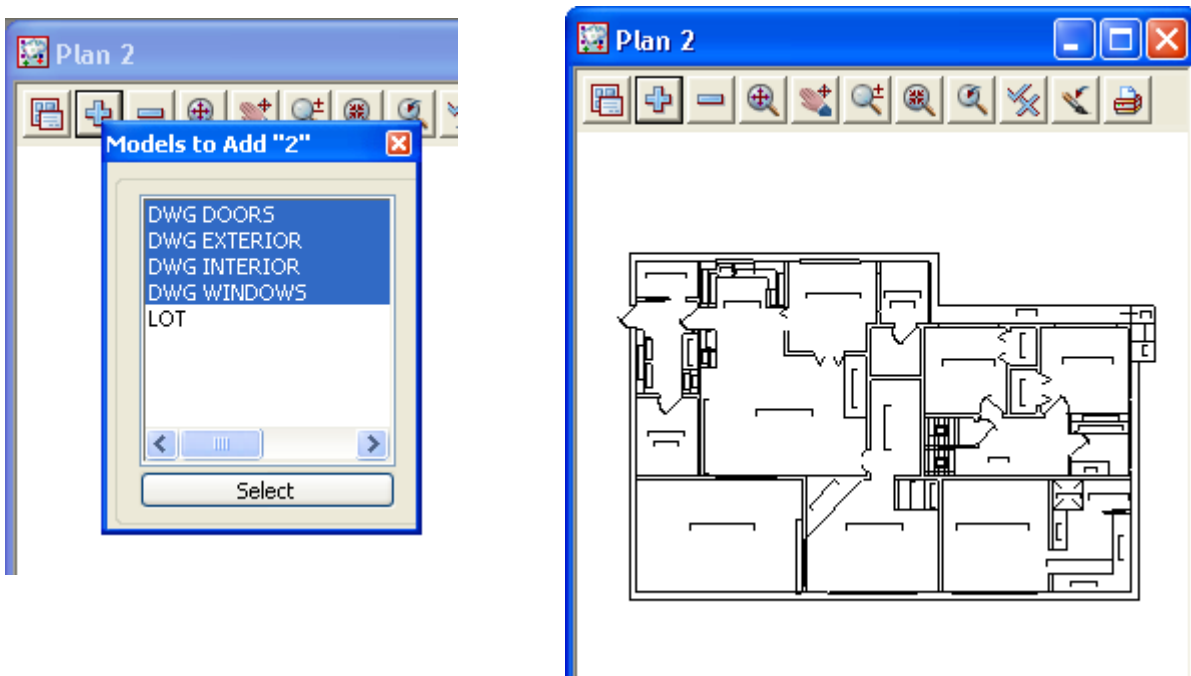 Plan 2
Models to Add "2"
DWG DOORS
DWG EXTERIOR
DWG INTERIOR
DWG WINDOWS
LOT
Select
Plan 2